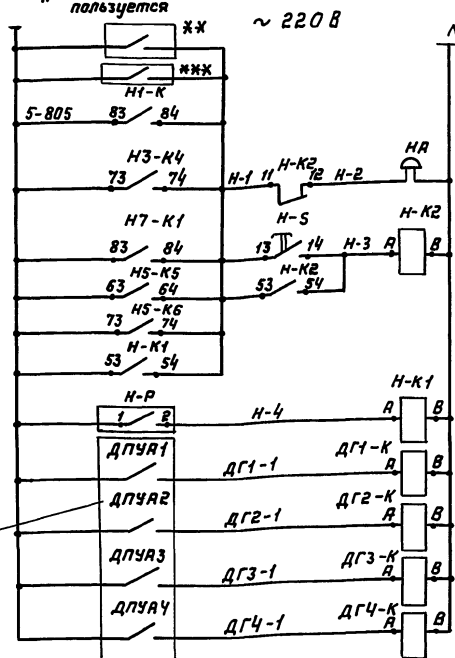 пользуется
** ~ 220 В N
***
Н1-К
5-805 83 84
Н3-К4 Н-К2 НА
73 74 Н-1 11 12 Н-2
Н7-К1 Н-S Н-К2
83 84 13 14 Н-3 А В
Н5-К5 Н-К2
63 64 53 54
Н5-К6
73 74
Н-К1
53 54
Н-Р Н-К1
1 2 Н-4 А В
ДПУА1 ДГ1-К
ДГ1-1 А В
ДПУА2 ДГ2-К
ДГ2-1 А В
ДПУА3 ДГ3-К
ДГ3-1 А В
ДПУА4 ДГ4-К
ДГ4-1 А В